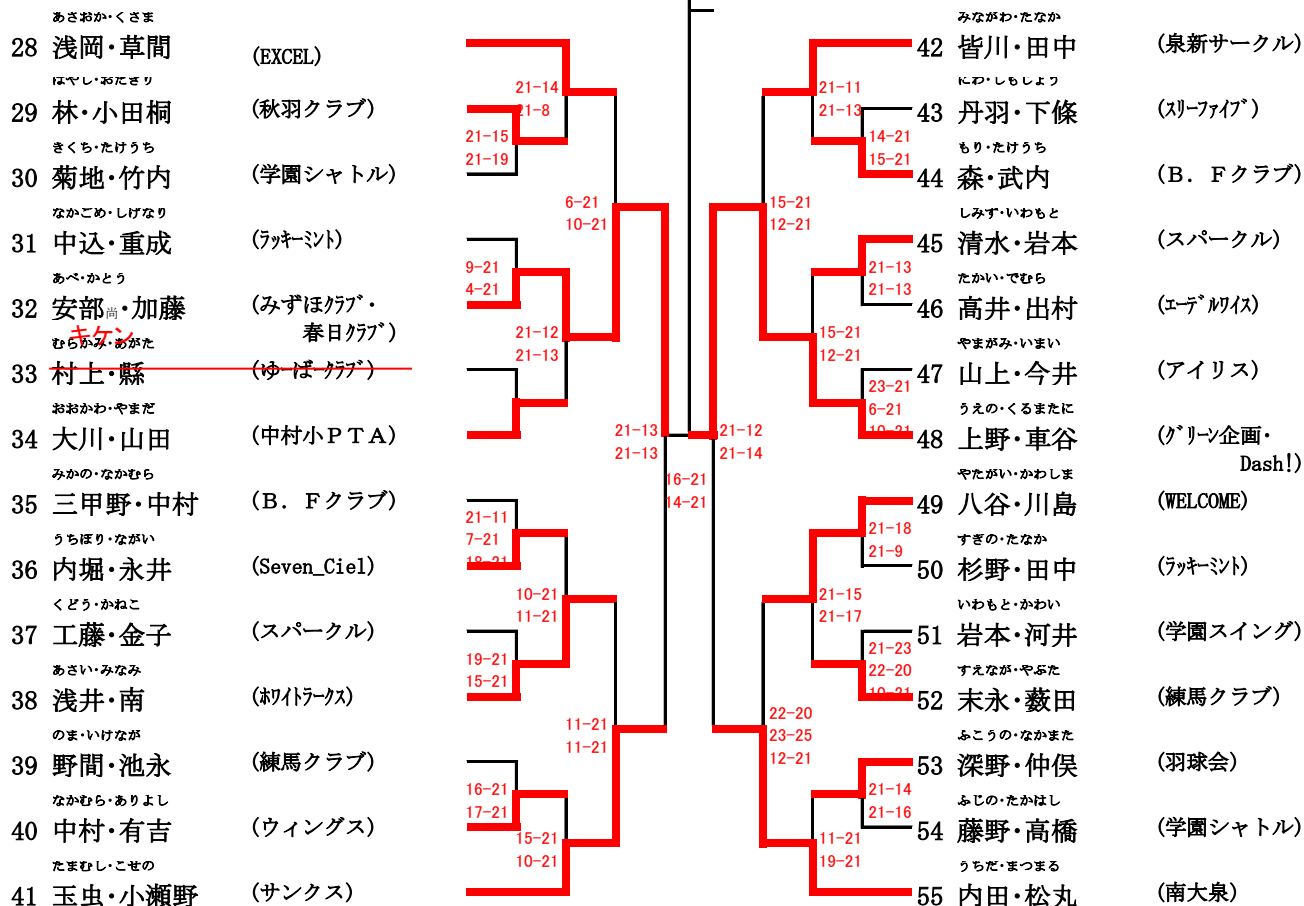 あさおか・くさま
28 浅岡・草間 (EXCEL)
はやし・おだぎり
29 林・小田桐 (秋羽クラブ)
きくち・たけうち
30 菊地・竹内 (学園シャトル)
なかごめ・しげなり
31 中込・重成 (ﾗｯｷｰﾐﾝﾄ)
あべ・かとう
32 安部尚・加藤 (みずほｸﾗﾌﾞ・
春日ｸﾗﾌﾞ)
キケン
むらかみ・あがた
33 村上・縣 (ゆーぱーｸﾗﾌﾞ)
おおかわ・やまだ
34 大川・山田 (中村小ＰＴＡ)
みかの・なかむら
35 三甲野・中村 (Ｂ．Ｆクラブ)
うちぼり・ながい
36 内堀・永井 (Seven_Ciel)
くどう・かねこ
37 工藤・金子 (スパークル)
あさい・みなみ
38 浅井・南 (ﾎﾜｲﾄﾗｰｸｽ)
のま・いけなが
39 野間・池永 (練馬クラブ)
なかむら・ありよし
40 中村・有吉 (ウィングス)
たまむし・こせの
41 玉虫・小瀬野 (サンクス)
21-14
21-8
21-15
21-19
6-21
10-21
9-21
4-21
21-12
21-13
21-13
21-13
21-11
7-21
18-21
10-21
11-21
19-21
15-21
11-21
11-21
16-21
17-21
15-21
10-21
16-21
14-21
21-12
21-14
21-11
21-13
14-21
15-21
15-21
12-21
21-13
21-13
15-21
12-21
23-21
6-21
10-21
21-18
21-9
21-15
21-17
21-23
22-20
10-21
22-20
23-25
12-21
21-14
21-16
11-21
19-21
みながわ・たなか
42 皆川・田中 (泉新サークル)
にわ・しもじょう
43 丹羽・下條 (ｽﾘｰﾌｧｲﾌﾞ)
もり・たけうち
44 森・武内 (Ｂ．Ｆクラブ)
しみず・いわもと
45 清水・岩本 (スパークル)
たかい・でむら
46 高井・出村 (ｴｰﾃﾞﾙﾜｲｽ)
やまがみ・いまい
47 山上・今井 (アイリス)
うえの・くるまたに
48 上野・車谷 (ｸﾞﾘｰﾝ企画・
Dash!)
やたがい・かわしま
49 八谷・川島 (WELCOME)
すぎの・たなか
50 杉野・田中 (ﾗｯｷｰﾐﾝﾄ)
いわもと・かわい
51 岩本・河井 (学園スイング)
すえなが・やぶた
52 末永・薮田 (練馬クラブ)
ふこうの・なかまた
53 深野・仲俣 (羽球会)
ふじの・たかはし
54 藤野・高橋 (学園シャトル)
うちだ・まつまる
55 内田・松丸 (南大泉)